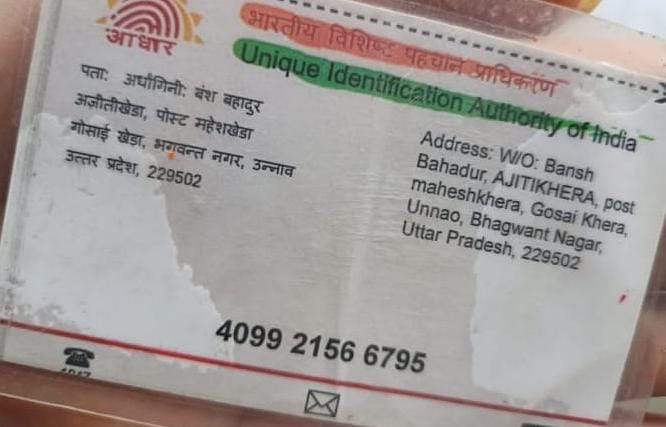 आधार
भारतीय विशिष्ट पहचान प्राधिकरण
Unique Identification Authority of India
पता: अर्धांगिनी: बंश बहादुर
अजीतीखेडा, पोस्ट महेशखेडा
गोसाई खेडा, भगवन्त नगर, उन्नाव
उत्तर प्रदेश, 229502
Address: W/O: Bansh
Bahadur, AJITIKHERA, post
maheshkhera, Gosai Khera,
Unnao, Bhagwant Nagar,
Uttar Pradesh, 229502
4099 2156 6795
1947